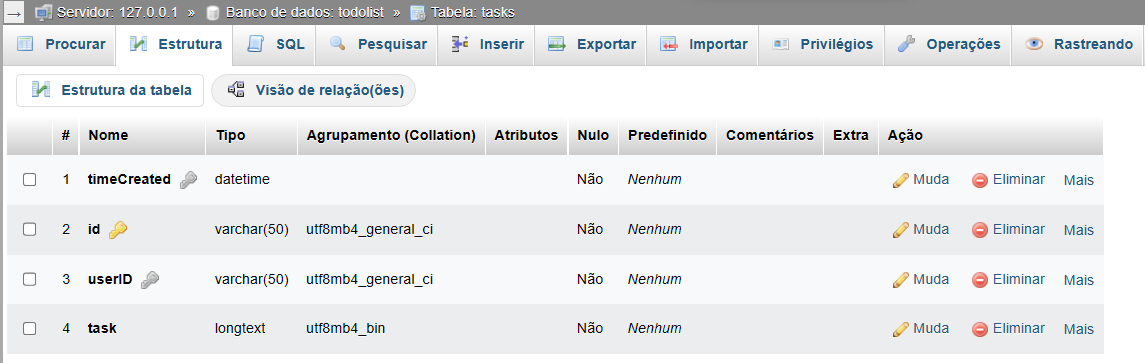 Servidor: 127.0.0.1 » Banco de dados: todolist » Tabela: tasks
Procurar Estrutura SQL Pesquisar Inserir Exportar Importar Privilégios Operações Rastreando
Estrutura da tabela Visão de relação(ões)
# Nome Tipo Agrupamento (Collation) Atributos Nulo Predefinido Comentários Extra Ação
1 timeCreated datetime Não Nenhum Muda Eliminar Mais
2 id varchar(50) utf8mb4_general_ci Não Nenhum Muda Eliminar Mais
3 userID varchar(50) utf8mb4_general_ci Não Nenhum Muda Eliminar Mais
4 task longtext utf8mb4_bin Não Nenhum Muda Eliminar Mais